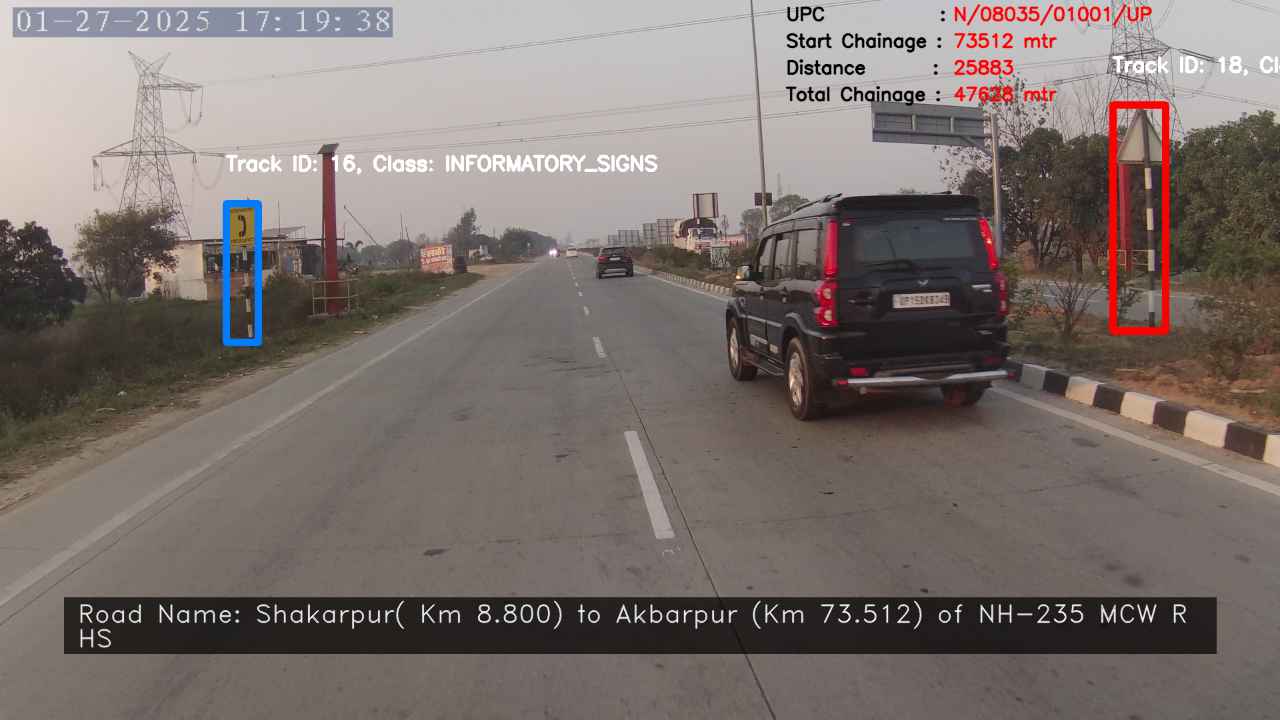 01-27-2025 17:19:38
UPC : N/08035/01001/UP
Start Chainage : 73512 mtr
Distance : 25883
Total Chainage : 47628 mtr
Track ID: 18, Cl
Track ID: 16, Class: INFORMATORY_SIGNS
Road Name: Shakarpur( Km 8.800) to Akbarpur (Km 73.512) of NH-235 MCW R
HS